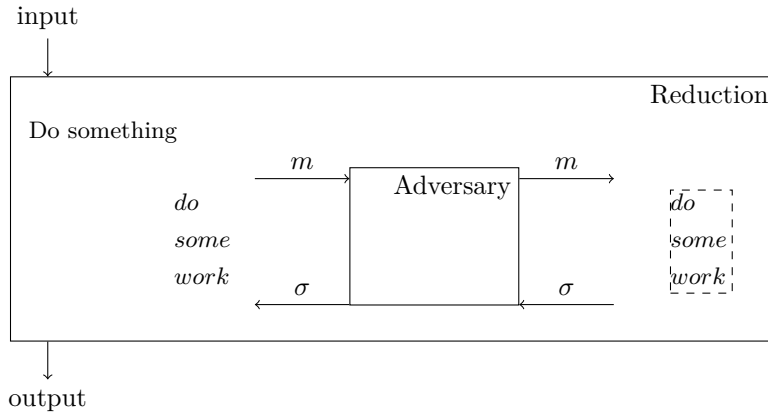 input
Reduction
Do something
m
m
Adversary
do
do
some
some
work
work
σ
σ
output